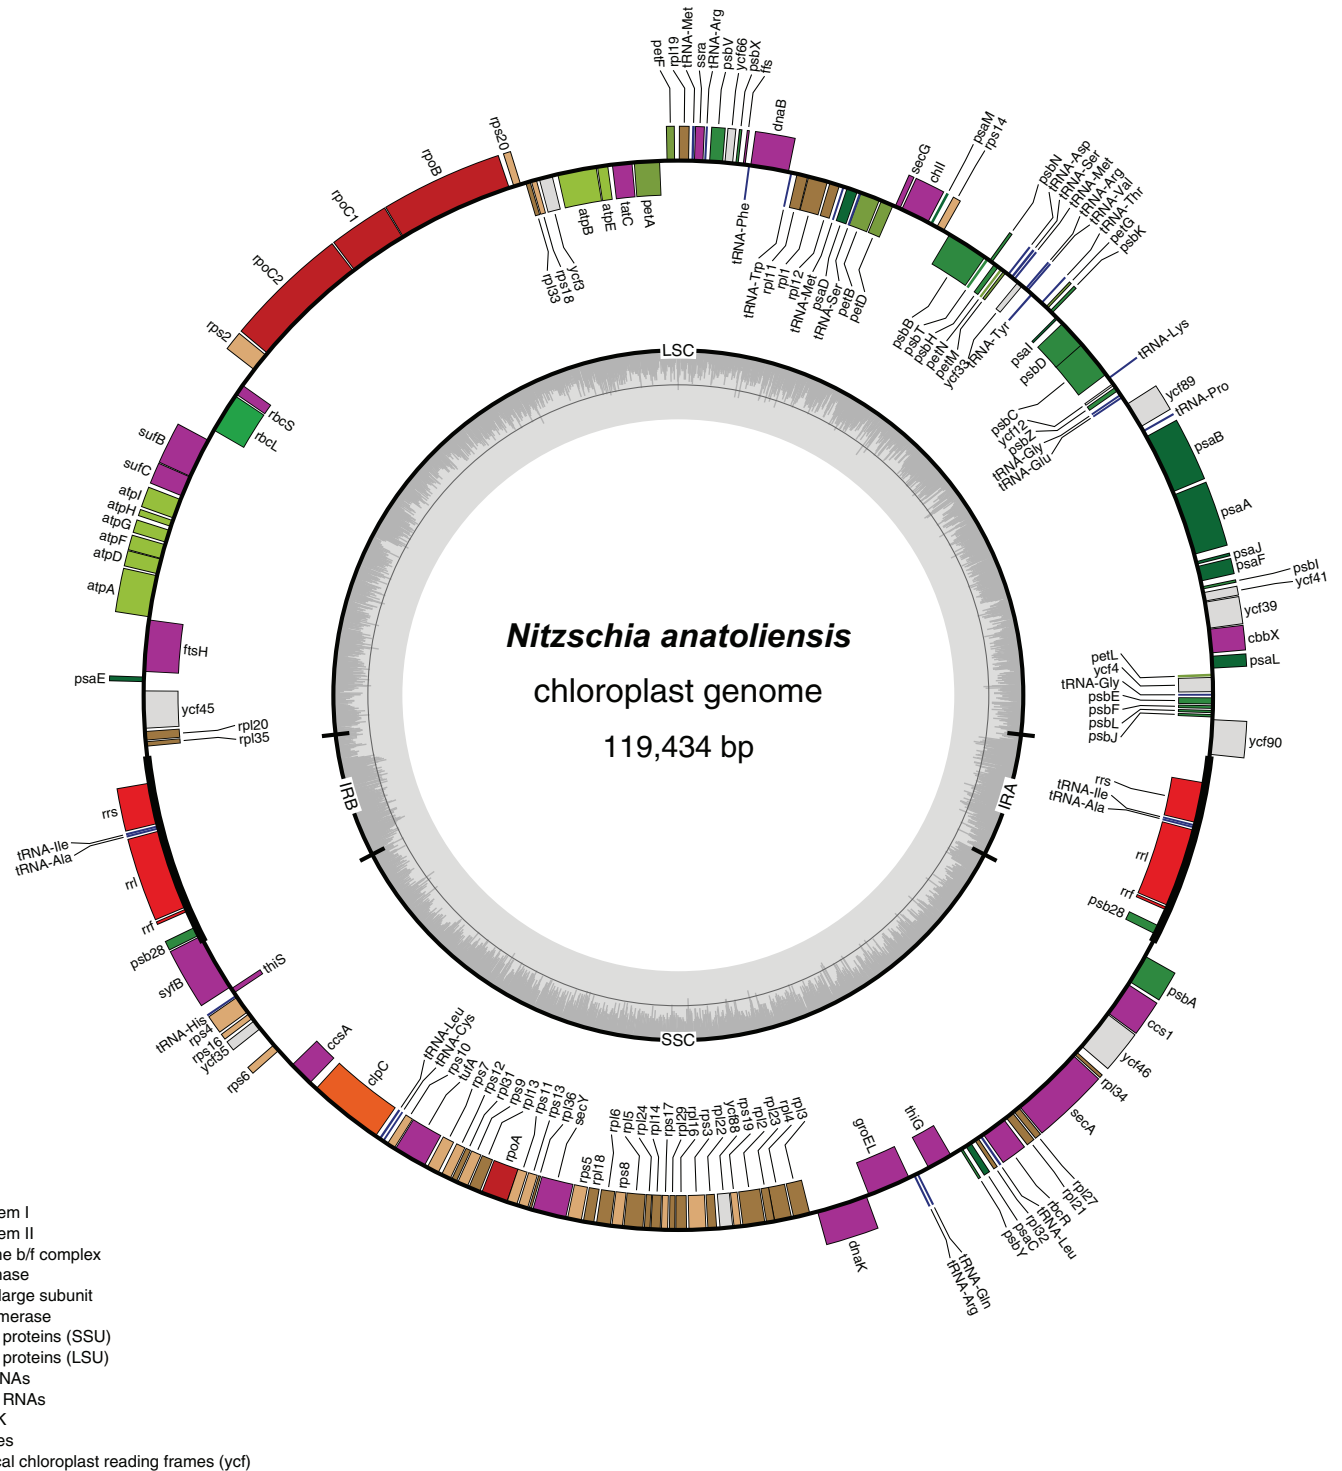 petF
rpl19
tRNA-Met
ssra
tRNA-Arg
psbV
ycf66
psbX
ffs
dnaB
secG
chlI
psaM
rps14
psbN
tRNA-Asp
tRNA-Ser
tRNA-Met
tRNA-Arg
tRNA-Val
tRNA-Thr
petG
psbK
tRNA-Lys
ycf89
tRNA-Pro
psaB
psaA
psaJ
psaF
psbI
ycf41
ycf39
cbbX
psaL
ycf90
psbA
ccs1
ycf46
rpl34
secA
rpl27
rpl21
rbcR
tRNA-Leu
rpl32
psaC
psbY
tRNA-Gln
tRNA-Arg
dnaK
rps6
ycf35
rps16
rps4
tRNA-His
syfB
psb28
rrf
rrl
tRNA-Ala
tRNA-Ile
rrs
psaE
atpA
atpD
atpF
atpG
atpH
atpI
sufC
sufB
rps2
rpoC2
rpoC1
rpoB
rps20
rpl33
rps18
ycf3
atpB
atpE
tatC
petA
tRNA-Phe
tRNA-Trp
rpl11
rpl1
rpl12
tRNA-Met
psaD
tRNA-Ser
petB
petD
psbB
psbT
psbH
petN
petM
ycf33
tRNA-Tyr
psaI
psbD
psbC
ycf12
psbZ
tRNA-Gly
tRNA-Glu
petL
ycf4
tRNA-Gly
psbE
psbF
psbL
psbJ
rrs
tRNA-Ile
tRNA-Ala
rrl
rrf
psb28
thiG
groEL
rpl3
rpl4
rpl23
rpl2
rps19
ycf88
rpl22
rps3
rpl16
rpl29
rps17
rpl14
rpl24
rpl5
rpl6
rps8
rpl18
rps5
secY
rpl36
rps13
rps11
rpoA
rpl13
rps9
rpl31
rps12
rps7
tufA
rps10
tRNA-Cys
tRNA-Leu
clpC
ccsA
thiS
rpl35
rpl20
ycf45
ftsH
rbcL
rbcS
LSC
IRA
SSC
IRB
Nitzschia anatoliensis
chloroplast genome
119,434 bp
em I
em II
ne b/f complex
nase
large subunit
merase
proteins (SSU)
proteins (LSU)
NAs
RNAs
K
es
cal chloroplast reading frames (ycf)